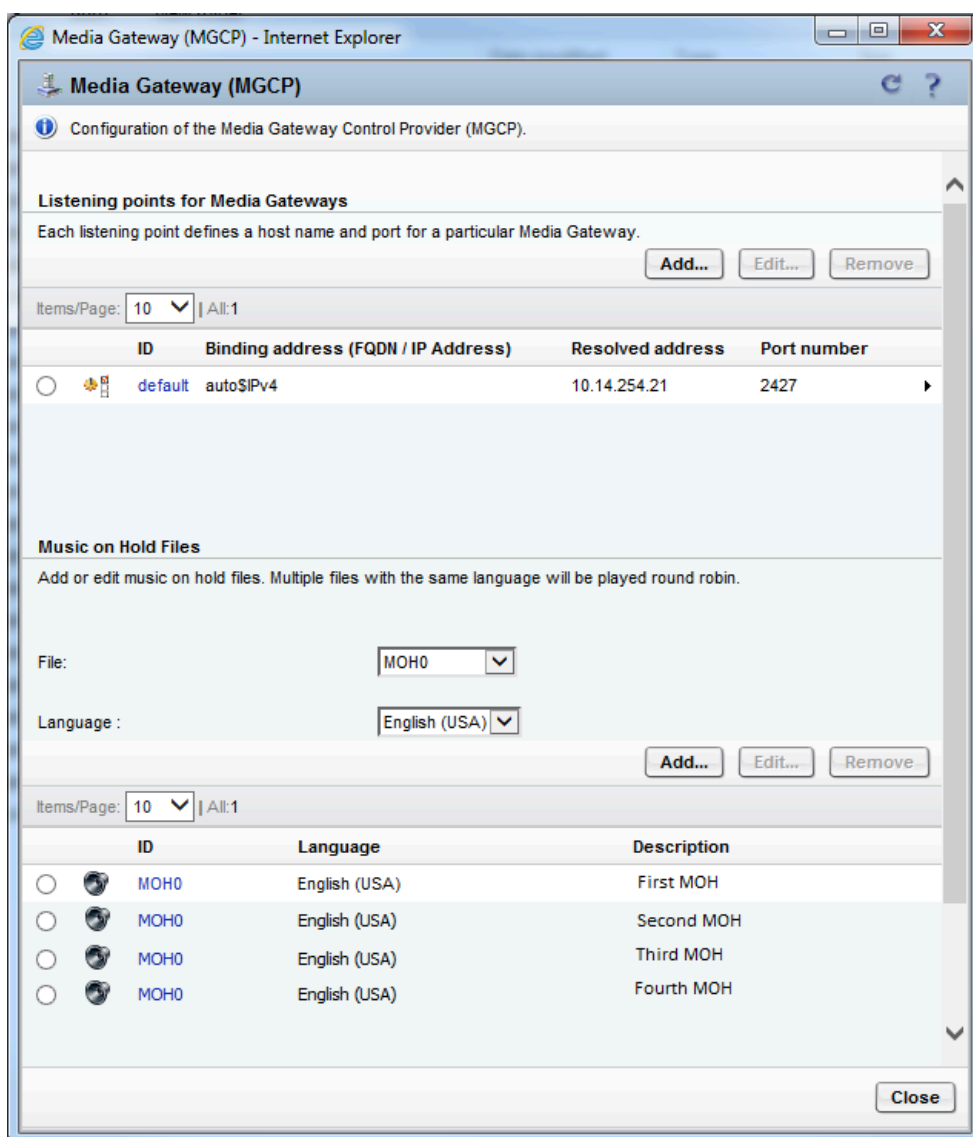 Media Gateway (MGCP) - Internet Explorer
Media Gateway (MGCP)
Configuration of the Media Gateway Control Provider (MGCP).
Listening points for Media Gateways
Each listening point defines a host name and port for a particular Media Gateway.
Add... Edit... Remove
Items/Page: 10 | All:1
ID Binding address (FQDN / IP Address) Resolved address Port number
default auto$IPv4 10.14.254.21 2427
Music on Hold Files
Add or edit music on hold files. Multiple files with the same language will be played round robin.
File: MOH0
Language : English (USA)
Add... Edit... Remove
Items/Page: 10 | All:1
ID Language Description
MOH0 English (USA) First MOH
MOH0 English (USA) Second MOH
MOH0 English (USA) Third MOH
MOH0 English (USA) Fourth MOH
Close